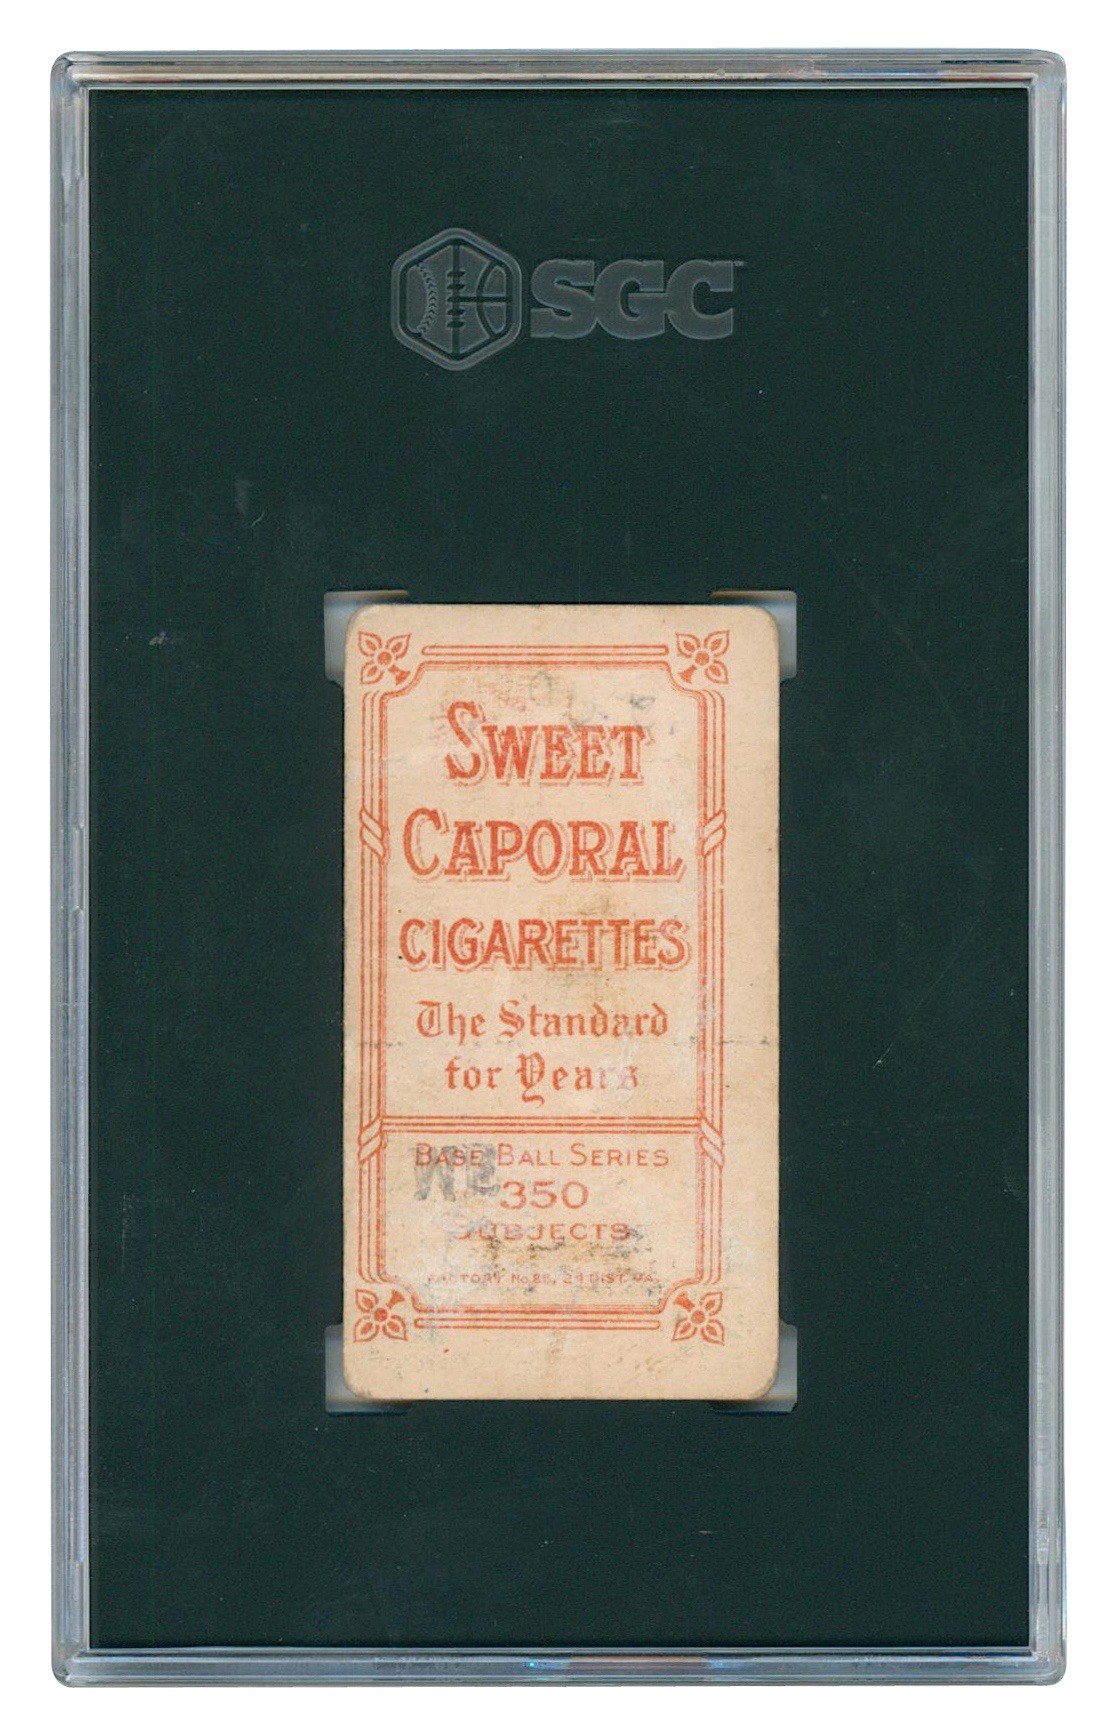 SGC
SWEET
CAPORAL
CIGARETTES
The Standard
for Years
BASE BALL SERIES
350
SUBJECTS.
FACTORY No 25, 2d DIST. VA.